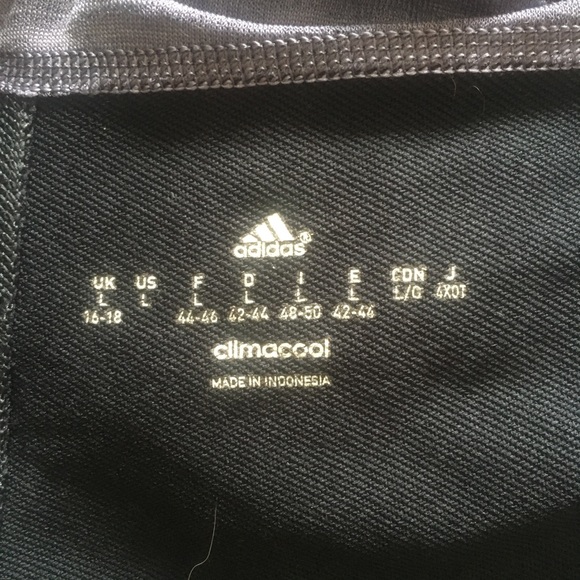 adidas®
UK US F D I E CDN J
L L L L L L L/G 4XOT
16-18 44-46 42-44 48-50 42-44
climacool
MADE IN INDONESIA